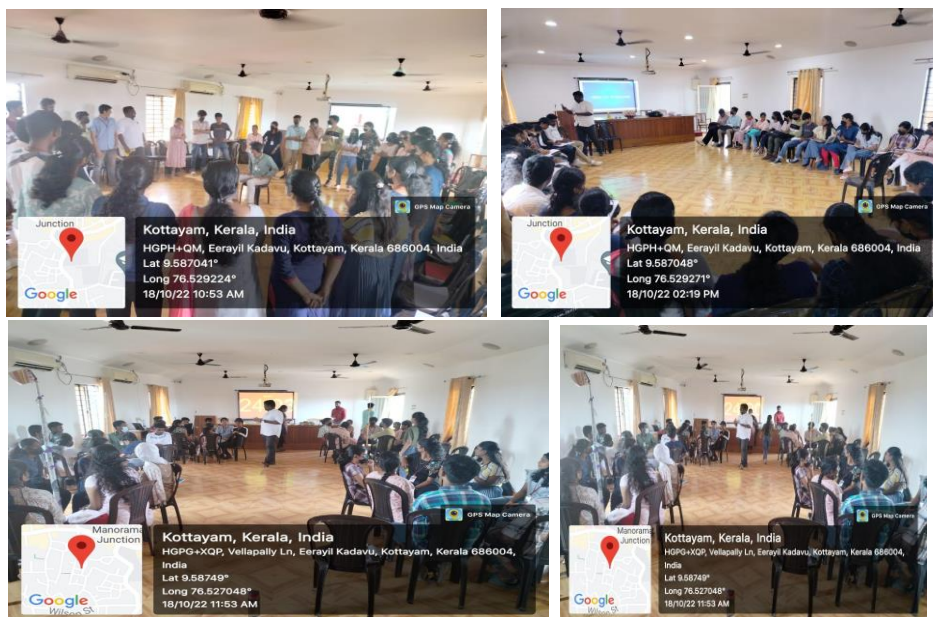 Junction
Google
GPS Map Camera
Kottayam, Kerala, India
HGPH+QM, Eerayil Kadavu, Kottayam, Kerala 686004, India
Lat 9.587041°
Long 76.529224°
18/10/22 10:53 AM
Junction
Google
GPS Map Camera
Kottayam, Kerala, India
HGPH+QM, Eerayil Kadavu, Kottayam, Kerala 686004, India
Lat 9.587048°
Long 76.529271°
18/10/22 02:19 PM
Manorama
Junction
Google
Wilson St
GPS Map Camera
Kottayam, Kerala, India
HGPG+XQP, Vellapally Ln, Eerayil Kadavu, Kottayam, Kerala 686004,
India
Lat 9.58749°
Long 76.527048°
18/10/22 11:53 AM
Manorama
Junction
Google
Wilson St
GPS Map Camera
Kottayam, Kerala, India
HGPG+XQP, Vellapally Ln, Eerayil Kadavu, Kottayam, Kerala 686004,
India
Lat 9.58749°
Long 76.527048°
18/10/22 11:53 AM